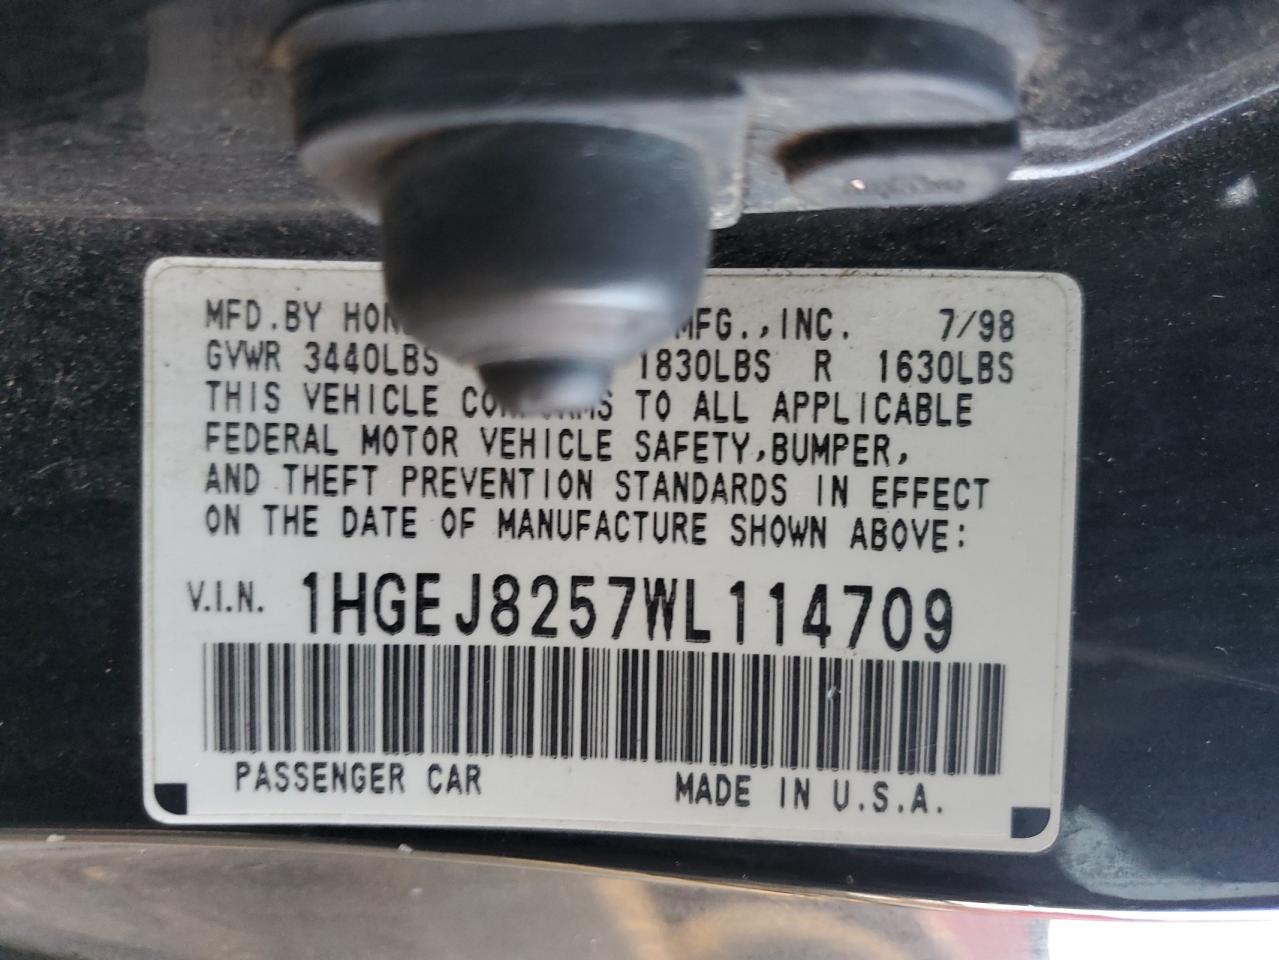 MFD.BY HON MFG.,INC. 7/98
GVWR 3440LBS 1830LBS R 1630LBS
THIS VEHICLE CONFORMS TO ALL APPLICABLE
FEDERAL MOTOR VEHICLE SAFETY,BUMPER,
AND THEFT PREVENTION STANDARDS IN EFFECT
ON THE DATE OF MANUFACTURE SHOWN ABOVE:
V.I.N. 1HGEJ8257WL114709
PASSENGER CAR MADE IN U.S.A.